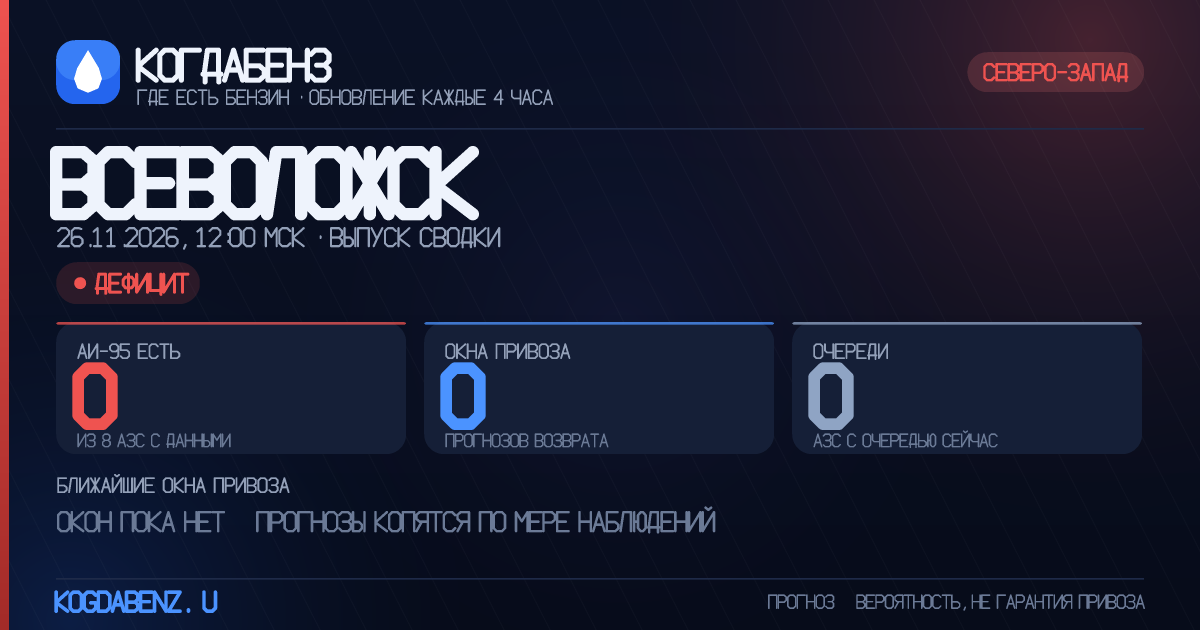 КОГДАБЕНЗ
ГДЕ ЕСТЬ БЕНЗИН · ОБНОВЛЕНИЕ КАЖДЫЕ 4 ЧАСА
СЕВЕРО-ЗАПАД
ВСЕВОЛОЖСК
26.11.2026, 12:00 МСК · ВЫПУСК СВОДКИ
ДЕФИЦИТ
АИ-95 ЕСТЬ
0
ИЗ 8 АЗС С ДАННЫМИ
ОКНА ПРИВОЗА
0
ПРОГНОЗОВ ВОЗВРАТА
ОЧЕРЕДИ
0
АЗС С ОЧЕРЕДЬЮ СЕЙЧАС
БЛИЖАЙШИЕ ОКНА ПРИВОЗА
ОКОН ПОКА НЕТ ПРОГНОЗЫ КОПЯТСЯ ПО МЕРЕ НАБЛЮДЕНИЙ
KOGDABENZ. U
ПРОГНОЗ ВЕРОЯТНОСТЬ, НЕ ГАРАНТИЯ ПРИВОЗА